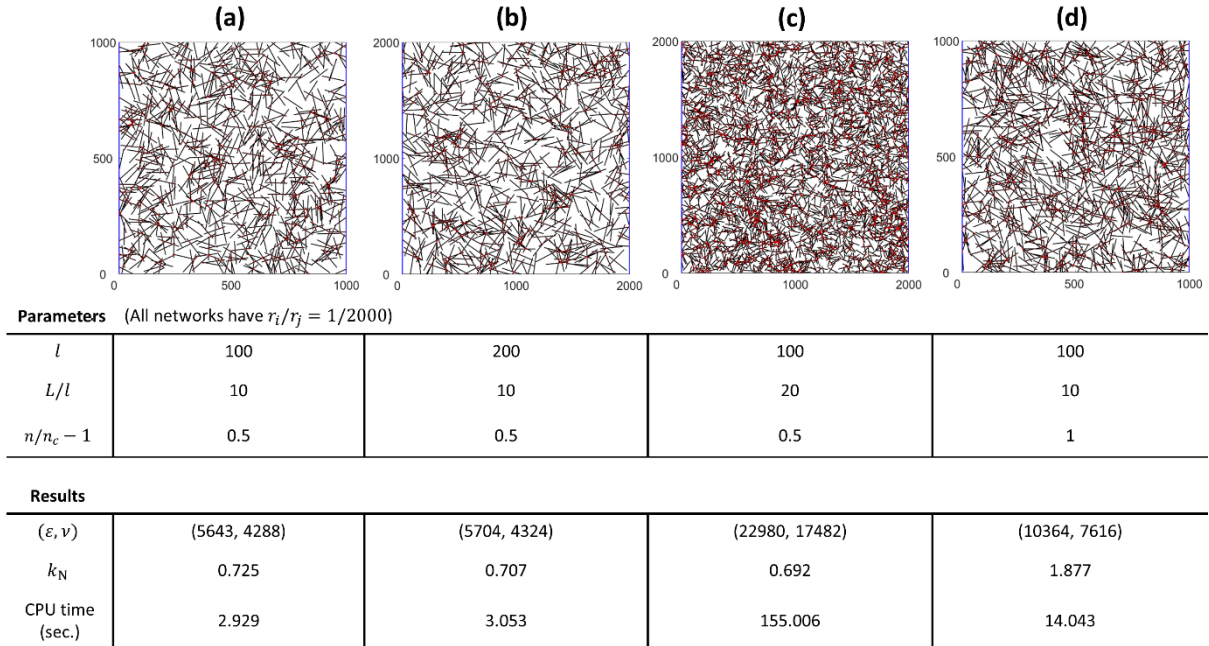 (a) (b) (c) (d)
1000 2000 2000 1000
500 1000 1000 500
0 0 0 0
0 500 1000 0 1000 2000 0 1000 2000 0 500 1000
Parameters (All networks have r_i/r_j = 1/2000)
l 100 200 100 100
L/l 10 10 20 10
n/n_c − 1 0.5 0.5 0.5 1
Results
(ε, ν) (5643, 4288) (5704, 4324) (22980, 17482) (10364, 7616)
k_N 0.725 0.707 0.692 1.877
CPU time
(sec.) 2.929 3.053 155.006 14.043